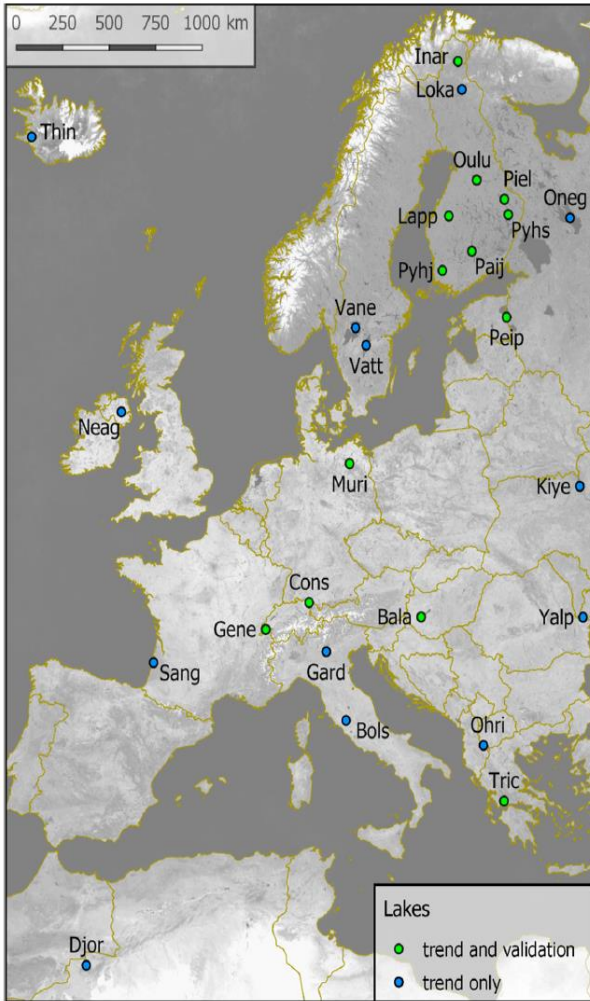 0 250 500 750 1000 km
Inar
Loka
Thin
Oulu
Piel
Oneg
Lapp
Pyhs
Paij
Pyhj
Vane
Peip
Vatt
Neag
Muri
Kiye
Cons
Gene
Bala
Yalp
Sang
Gard
Bols
Ohri
Tric
Djor
Lakes
trend and validation
trend only